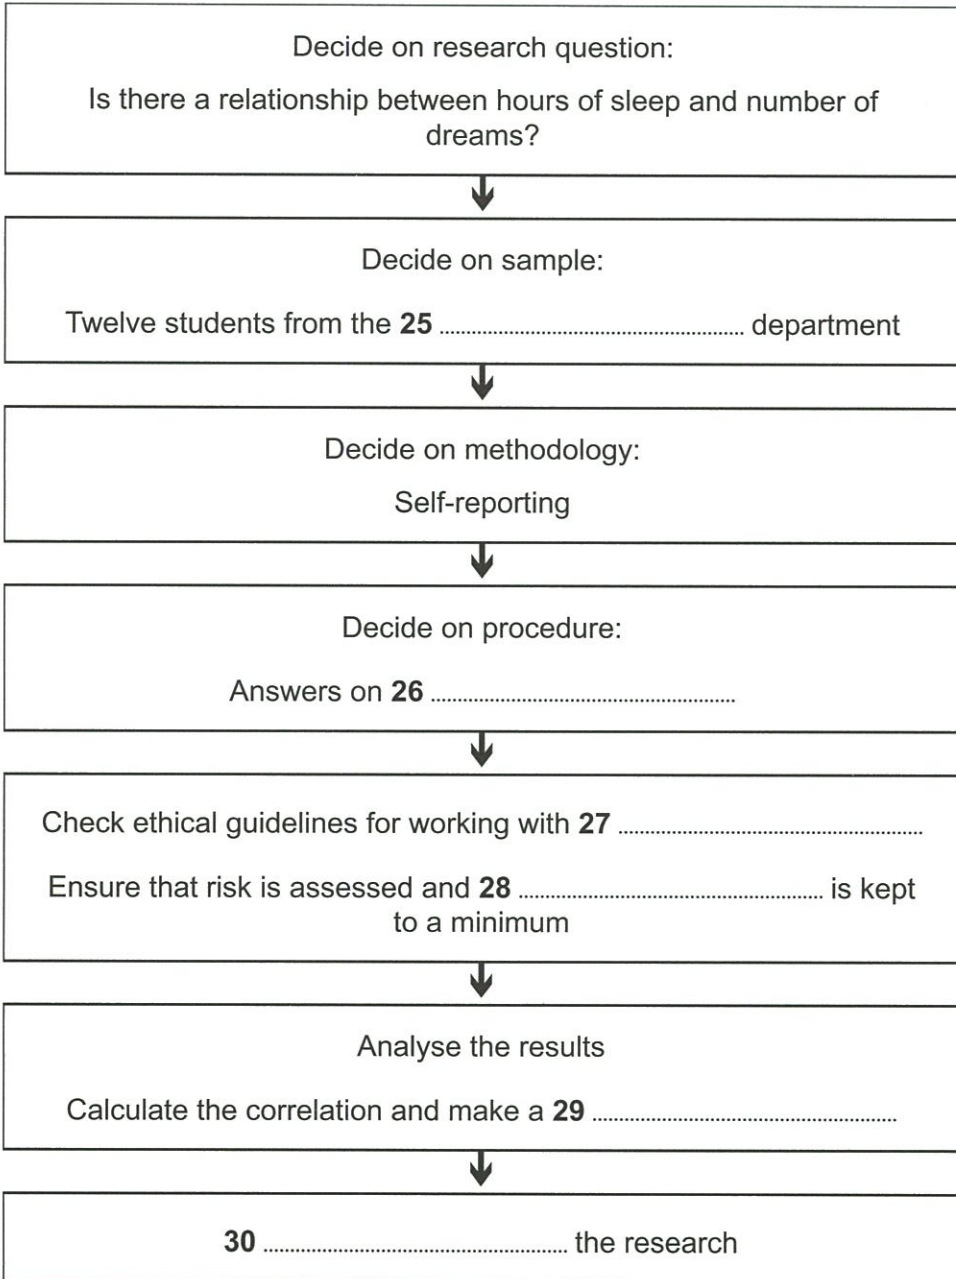 Decide on research question:
Is there a relationship between hours of sleep and number of
dreams?
Decide on sample:
Twelve students from the 25 .................................................. department
Decide on methodology:
Self-reporting
Decide on procedure:
Answers on 26 ..................................................
Check ethical guidelines for working with 27 ..................................................
Ensure that risk is assessed and 28 .................................................. is kept
to a minimum
Analyse the results
Calculate the correlation and make a 29 ..................................................
30 .................................................. the research